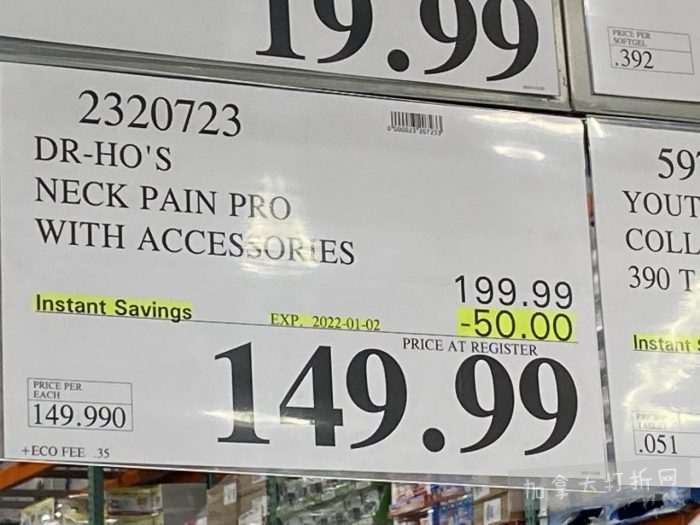 19.99
PRICE PER
SOFTGEL
.392
2320723
DR-HO'S
NECK PAIN PRO
WITH ACCESSORIES
199.99
Instant Savings
EXP. 2022-01-02
-50.00
PRICE AT REGISTER
149.99
PRICE PER
EACH
149.990
+ECO FEE .35
59
YOUT
COLL
390 T
Instant
.051
加拿大打折网